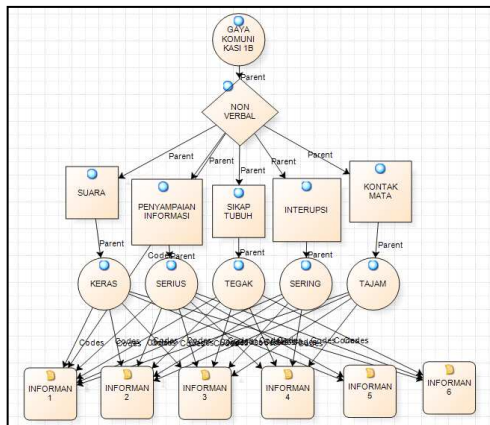 GAYA
KOMUNI
KASI 1B
Parent
NON
VERBAL
Parent
Parent
Parent
Parent
Parent
SUARA
PENYAMPAIAN
INFORMASI
SIKAP
TUBUH
INTERUPSI
KONTAK
MATA
Parent
Codes
Parent
Parent
Parent
Parent
KERAS
SERIUS
TEGAK
SERING
TAJAM
Codes
Codes
Codes
Codes
INFORMAN
1
INFORMAN
2
INFORMAN
3
INFORMAN
4
INFORMAN
5
INFORMAN
6